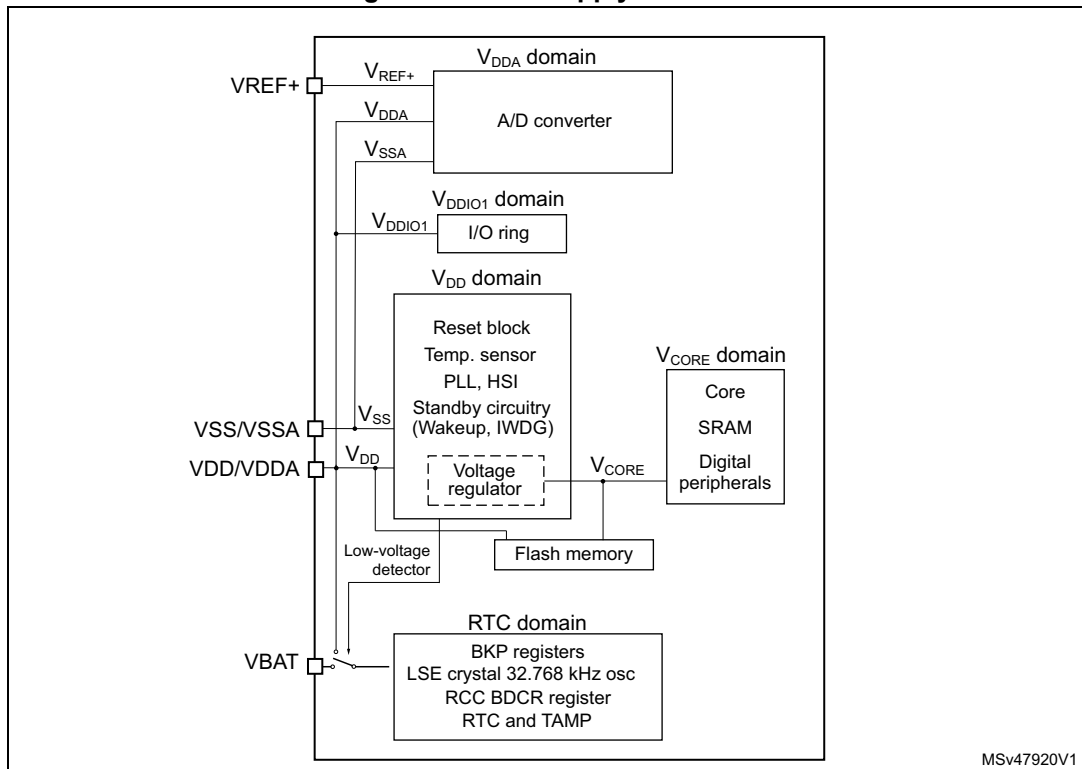 VDDA domain
VREF+
VREF+
VDDA
A/D converter
VSSA
VDDIO1 domain
VDDIO1
I/O ring
VDD domain
Reset block
Temp. sensor
PLL, HSI
Standby circuitry
(Wakeup, IWDG)
Voltage
regulator
VCORE domain
Core
SRAM
Digital
peripherals
VSS/VSSA
VSS
VDD/VDDA
VDD
VCORE
Flash memory
Low-voltage
detector
RTC domain
VBAT
BKP registers
LSE crystal 32.768 kHz osc
RCC BDCR register
RTC and TAMP
MSv47920V1